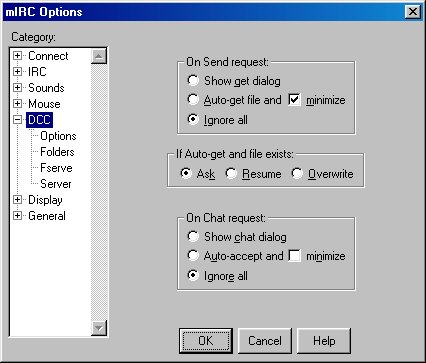 mIRC Options
Category:
Connect
IRC
Sounds
Mouse
DCC
Options
Folders
Fserve
Server
Display
General
On Send request:
Show get dialog
Auto-get file and minimize
Ignore all
If Auto-get and file exists:
Ask Resume Overwrite
On Chat request:
Show chat dialog
Auto-accept and minimize
Ignore all
OK Cancel Help